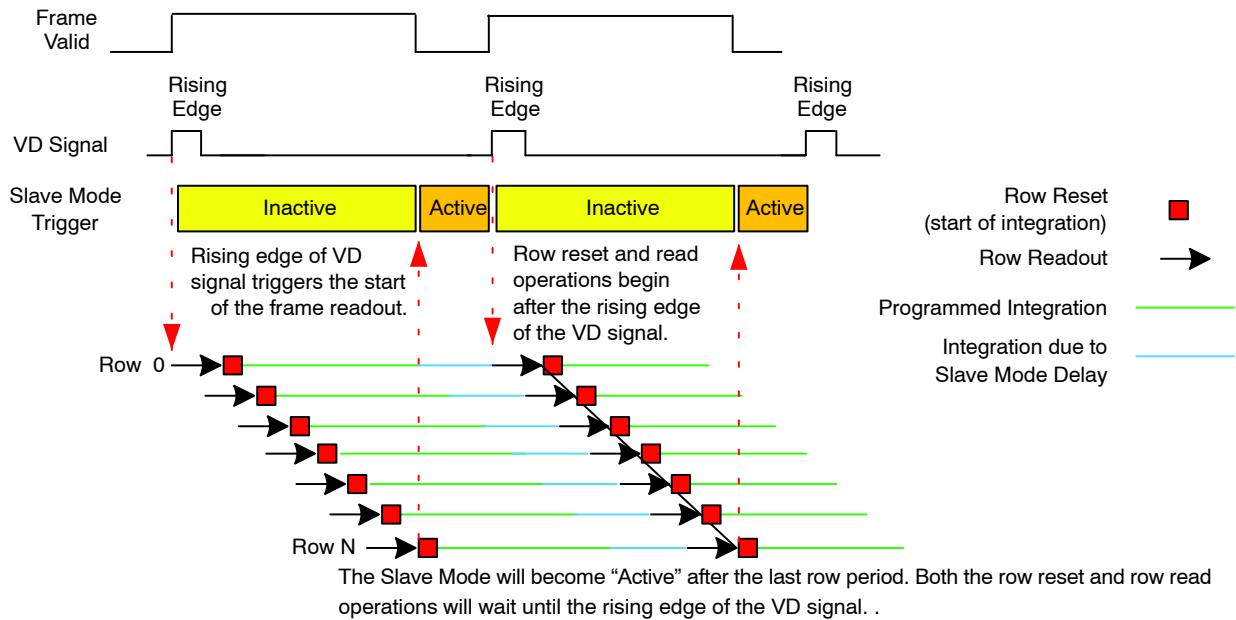 Frame
Valid
Rising
Edge
Rising
Edge
Rising
Edge
VD Signal
Slave Mode
Trigger
Inactive
Active
Inactive
Active
Row Reset
(start of integration)
Row Readout
Programmed Integration
Integration due to
Slave Mode Delay
Rising edge of VD
signal triggers the start
of the frame readout.
Row reset and read
operations begin
after the rising edge
of the VD signal.
Row 0
Row N
The Slave Mode will become “Active” after the last row period. Both the row reset and row read
operations will wait until the rising edge of the VD signal. .